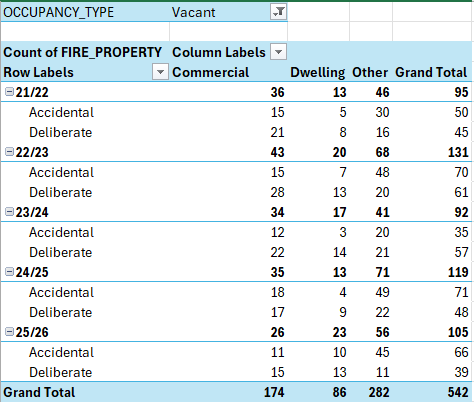 OCCUPANCY_TYPE Vacant
Count of FIRE_PROPERTY Column Labels
Row Labels Commercial Dwelling Other Grand Total
21/22 36 13 46 95
Accidental 15 5 30 50
Deliberate 21 8 16 45
22/23 43 20 68 131
Accidental 15 7 48 70
Deliberate 28 13 20 61
23/24 34 17 41 92
Accidental 12 3 20 35
Deliberate 22 14 21 57
24/25 35 13 71 119
Accidental 18 4 49 71
Deliberate 17 9 22 48
25/26 26 23 56 105
Accidental 11 10 45 66
Deliberate 15 13 11 39
Grand Total 174 86 282 542